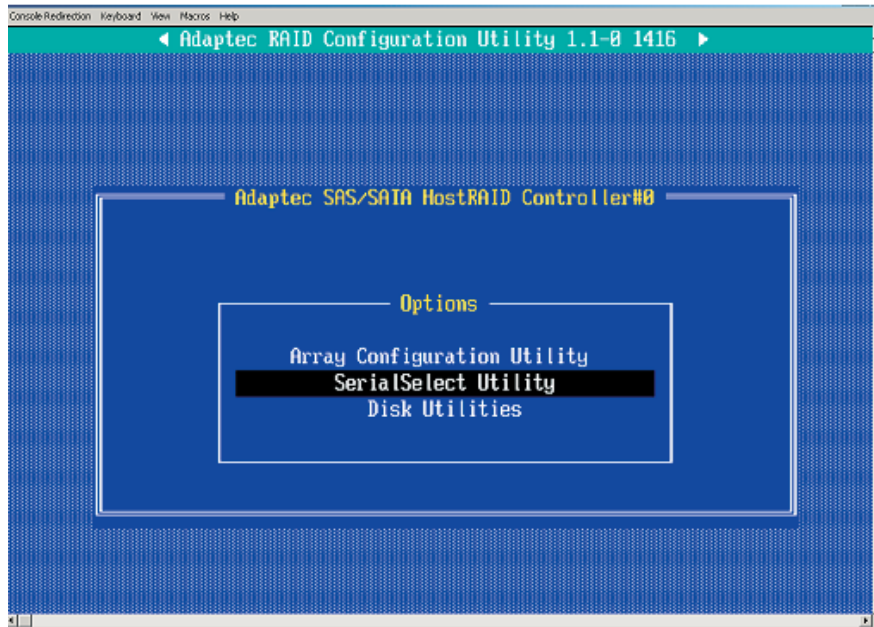 Console Redirection Keyboard View Macros Help
Adaptec RAID Configuration Utility 1.1-0 1416
Adaptec SAS/SATA HostRAID Controller#0
Options
Array Configuration Utility
SerialSelect Utility
Disk Utilities